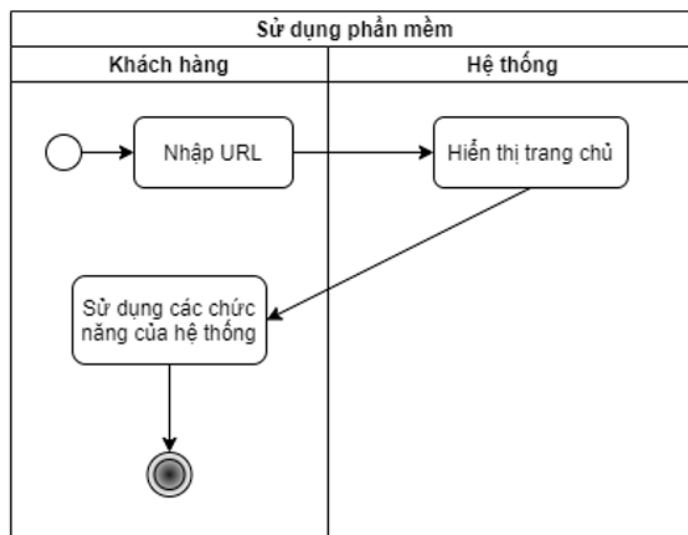 Sử dụng phần mềm
Khách hàng
Hệ thống
Nhập URL
Hiển thị trang chủ
Sử dụng các chức
năng của hệ thống